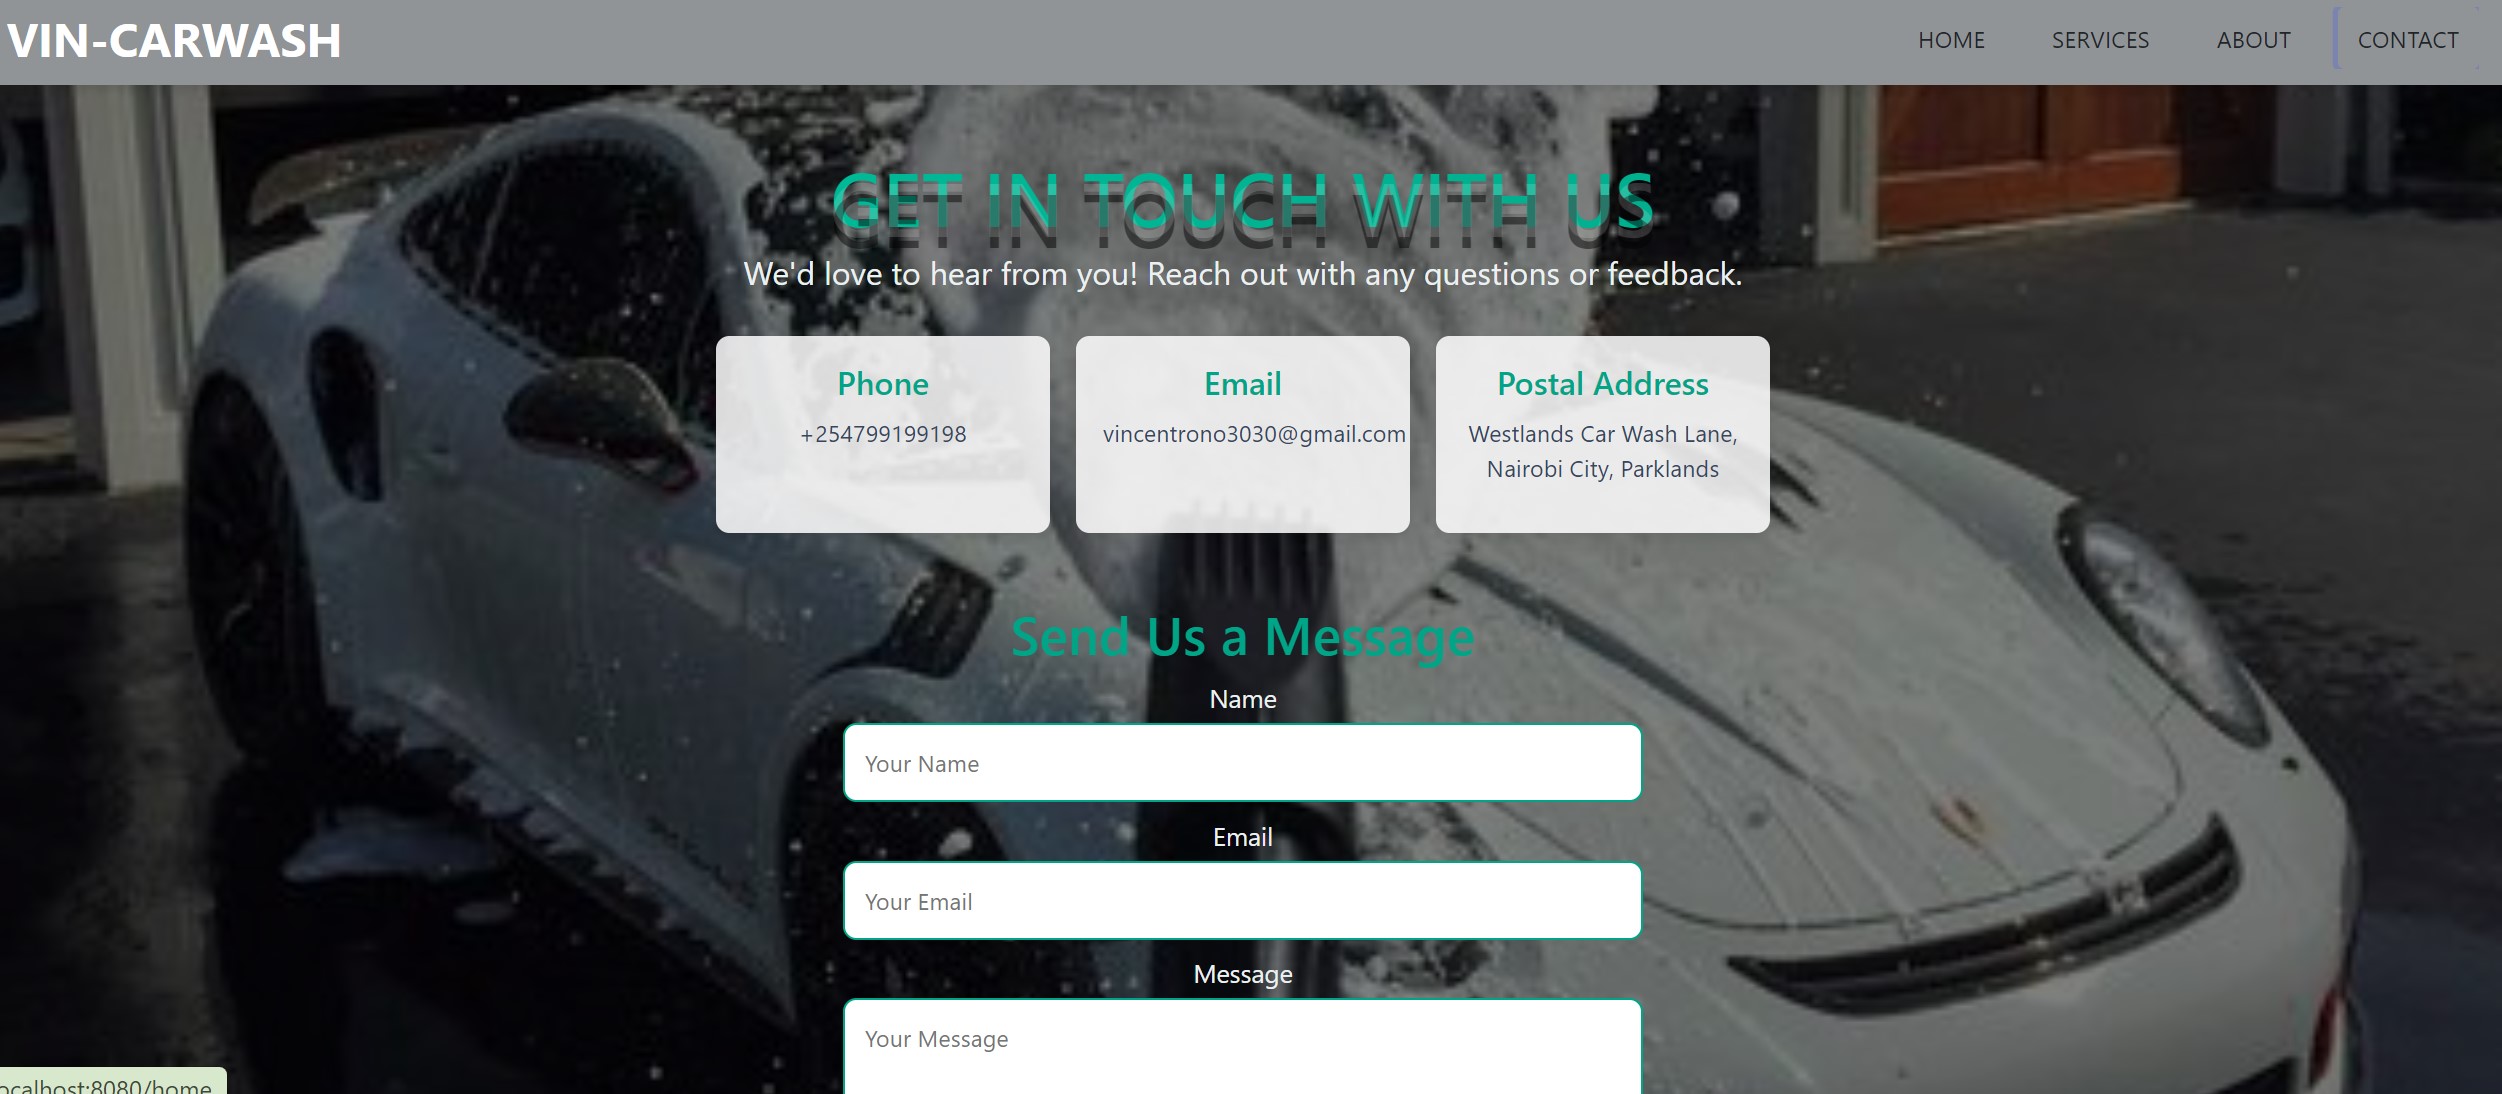 VIN-CARWASH
HOME SERVICES ABOUT CONTACT
GET IN TOUCH WITH US
We'd love to hear from you! Reach out with any questions or feedback.
Phone
+254799199198
Email
vincentrono3030@gmail.com
Postal Address
Westlands Car Wash Lane,
Nairobi City, Parklands
Send Us a Message
Name
Your Name
Email
Your Email
Message
Your Message
ocalhost:8080/home